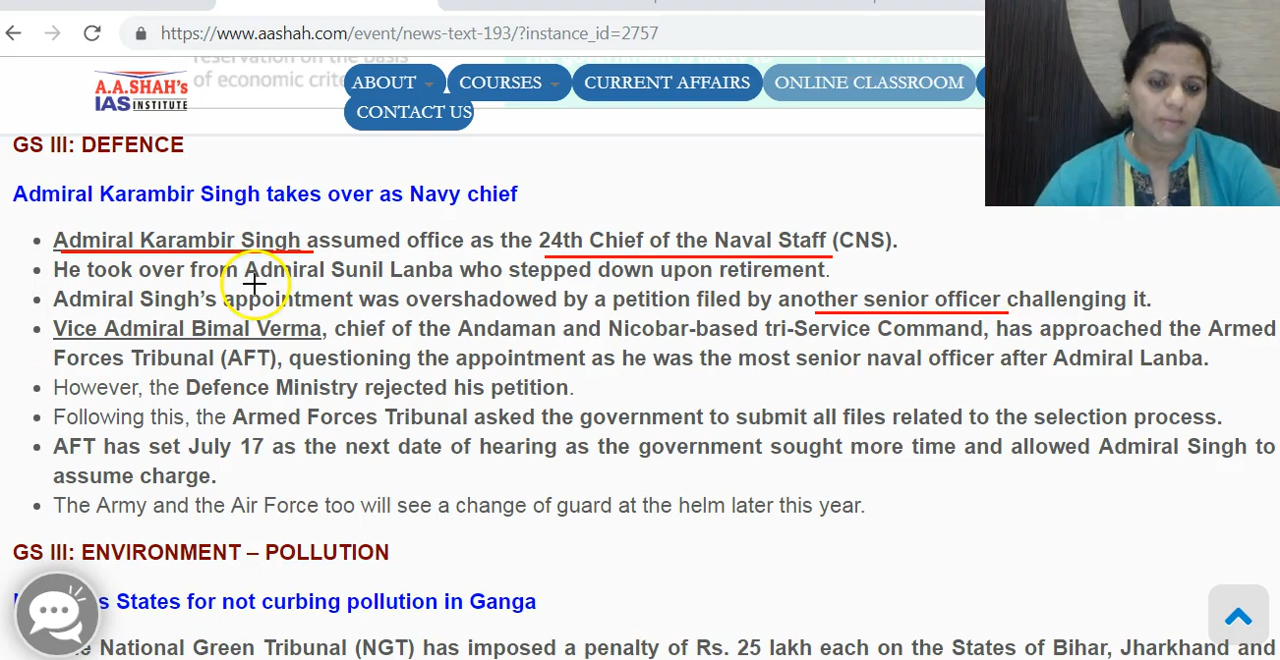 https://www.aashah.com/event/news-text-193/?instance_id=2757
reservation on the basis
of economic crite
A.A.SHAH'S
IAS INSTITUTE
ABOUT
COURSES
CURRENT AFFAIRS
ONLINE CLASSROOM
CONTACT US
GS III: DEFENCE
Admiral Karambir Singh takes over as Navy chief
• Admiral Karambir Singh assumed office as the 24th Chief of the Naval Staff (CNS).
• He took over from Admiral Sunil Lanba who stepped down upon retirement.
• Admiral Singh's appointment was overshadowed by a petition filed by another senior officer challenging it.
• Vice Admiral Bimal Verma, chief of the Andaman and Nicobar-based tri-Service Command, has approached the Armed
Forces Tribunal (AFT), questioning the appointment as he was the most senior naval officer after Admiral Lanba.
• However, the Defence Ministry rejected his petition.
• Following this, the Armed Forces Tribunal asked the government to submit all files related to the selection process.
• AFT has set July 17 as the next date of hearing as the government sought more time and allowed Admiral Singh to
assume charge.
• The Army and the Air Force too will see a change of guard at the helm later this year.
GS III: ENVIRONMENT – POLLUTION
s States for not curbing pollution in Ganga
National Green Tribunal (NGT) has imposed a penalty of Rs. 25 lakh each on the States of Bihar, Jharkhand and